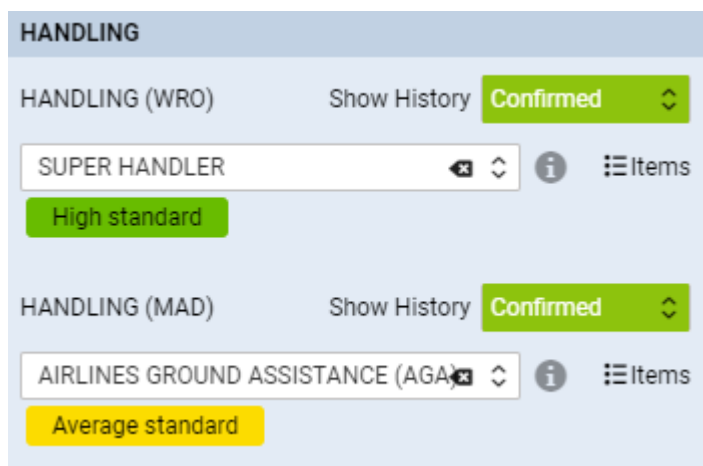 HANDLING
HANDLING (WRO) Show History Confirmed
SUPER HANDLER Items
High standard
HANDLING (MAD) Show History Confirmed
AIRLINES GROUND ASSISTANCE (AGA) Items
Average standard